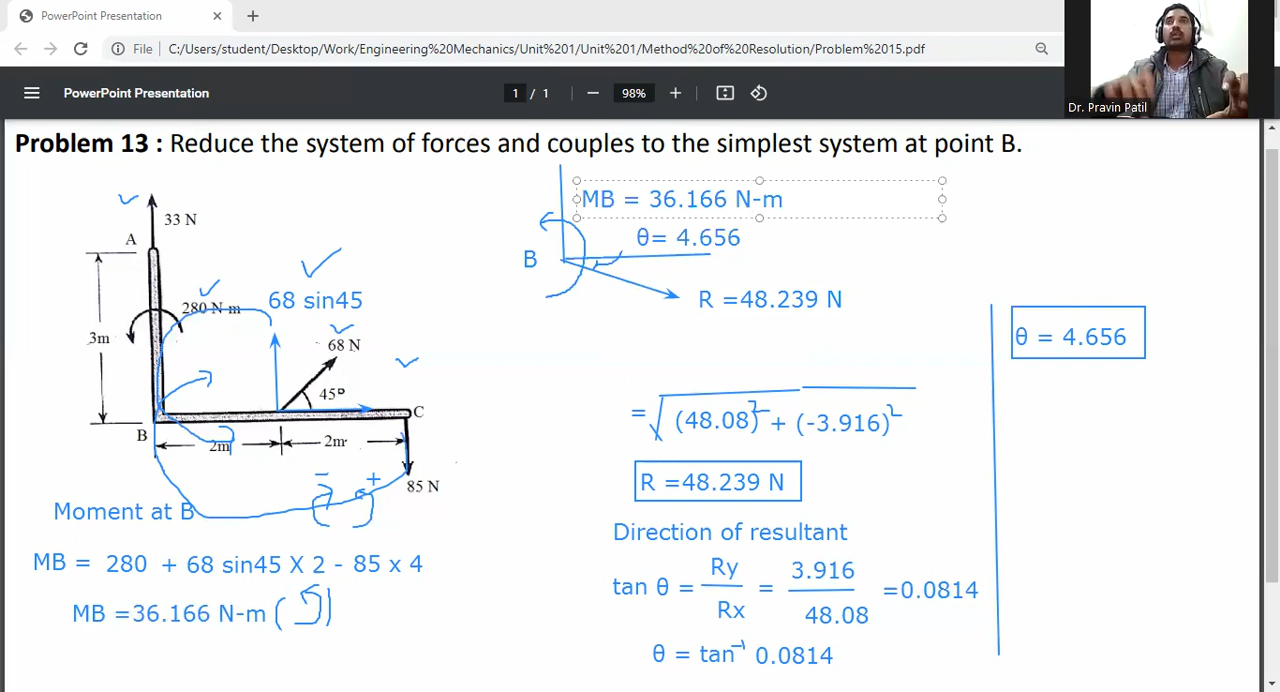 PowerPoint Presentation
File C:/Users/student/Desktop/Work/Engineering%20Mechanics/Unit%201/Unit%201/Method%20of%20Resolution/Problem%2015.pdf
PowerPoint Presentation 1 / 1 98%
Dr. Pravin Patil
Problem 13 : Reduce the system of forces and couples to the simplest system at point B.
33 N
A
280 N-m
68 sin45
68 N
45º
3m
C
B
2m
2m
85 N
- +
Moment at B
MB = 280 + 68 sin45 X 2 - 85 x 4
MB =36.166 N-m ( )
MB = 36.166 N-m
θ= 4.656
B
R =48.239 N
= √ (48.08)² + (-3.916)²
R =48.239 N
Direction of resultant
tan θ = Ry / Rx = 3.916 / 48.08 =0.0814
θ = tan⁻¹ 0.0814
θ = 4.656